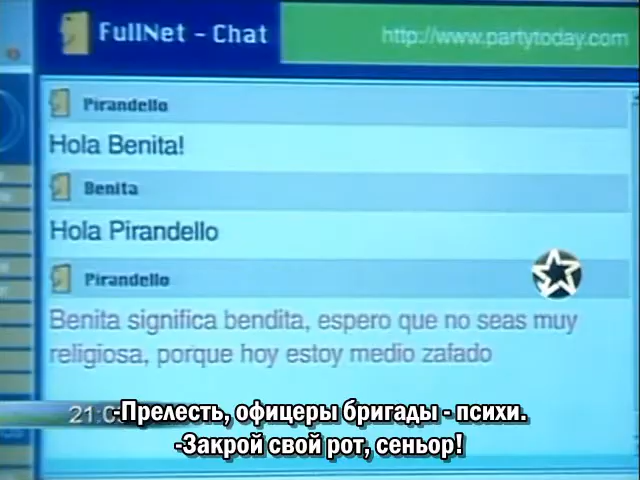 FullNet - Chat
http://www.partytoday.com
Pirandello
Hola Benita!
Benita
Hola Pirandello
Pirandello
Benita significa bendita, espero que no seas muy
religiosa, porque hoy estoy medio zafado
-Прелесть, офицеры бригады - психи.
-Закрой свой рот, сеньор!